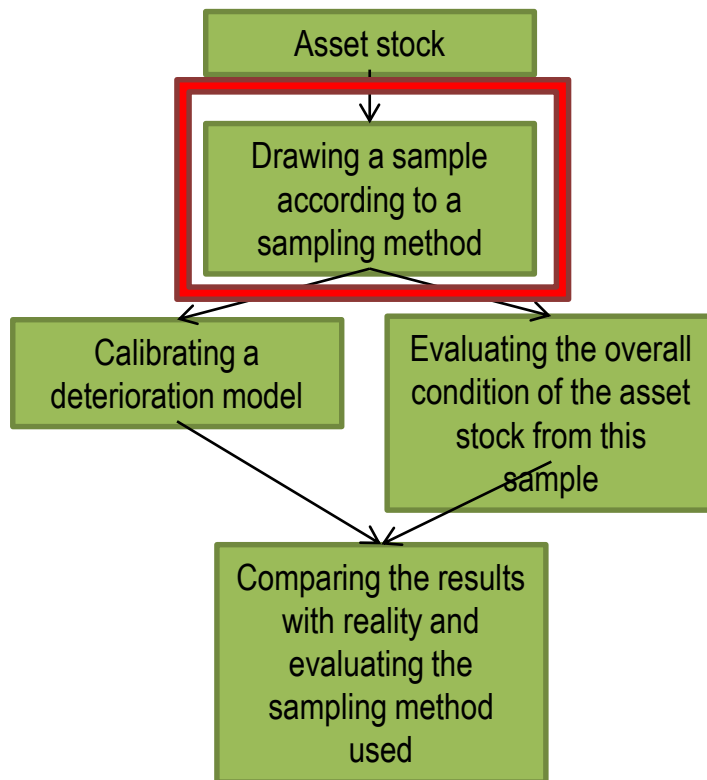 Asset stock
Drawing a sample
according to a
sampling method
Calibrating a
deterioration model
Evaluating the overall
condition of the asset
stock from this
sample
Comparing the results
with reality and
evaluating the
sampling method
used